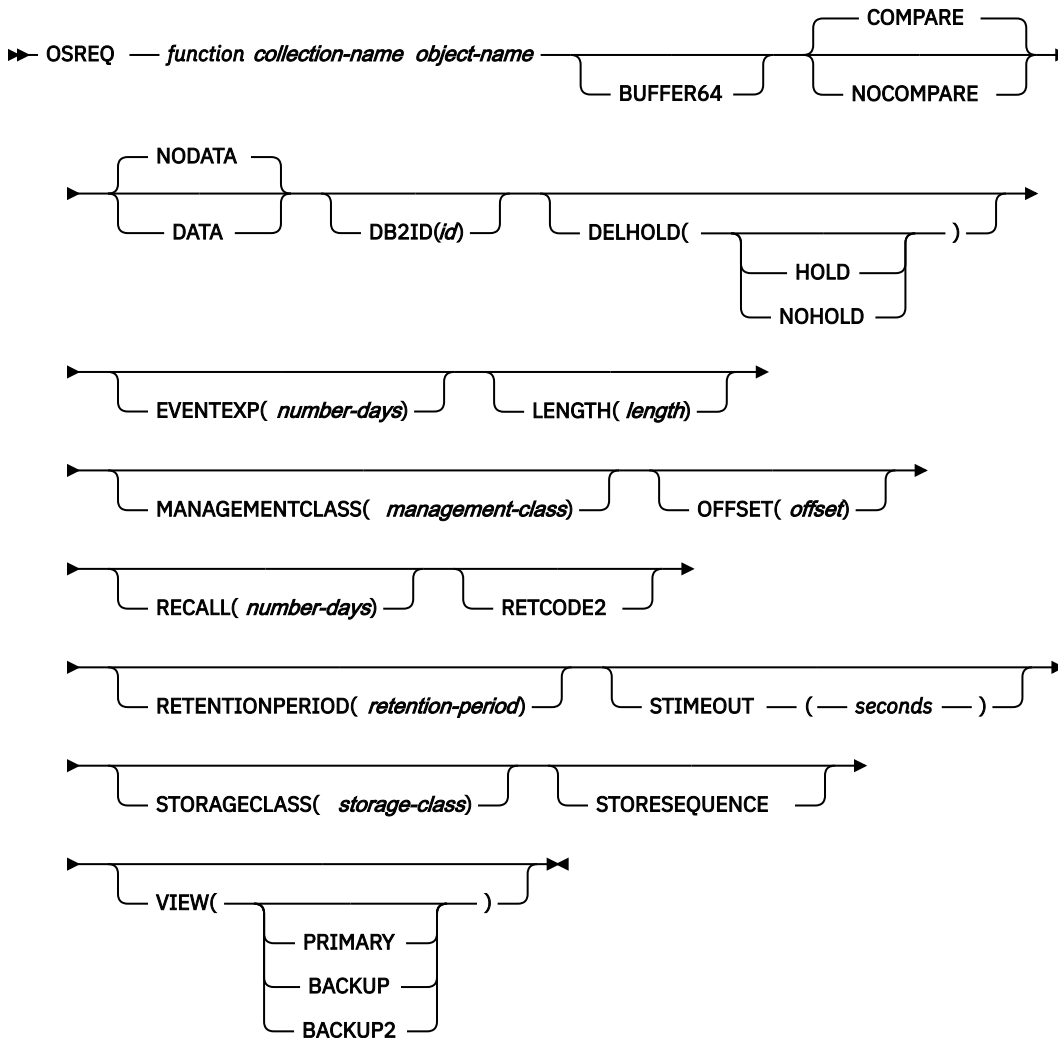 COMPARE
OSREQ function collection-name object-name
BUFFER64 NOCOMPARE
NODATA
DATA DB2ID(id) DELHOLD( )
HOLD
NOHOLD
EVENTEXP( number-days) LENGTH( length)
MANAGEMENTCLASS( management-class) OFFSET( offset)
RECALL( number-days) RETCODE2
RETENTIONPERIOD( retention-period) STIMEOUT ( seconds )
STORAGECLASS( storage-class) STORESEQUENCE
VIEW( )
PRIMARY
BACKUP
BACKUP2